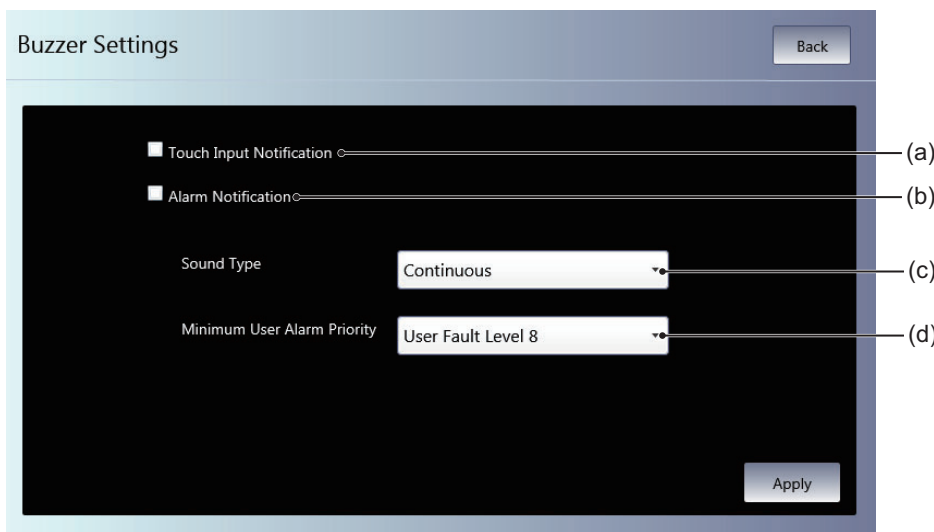 Buzzer Settings
Back
Touch Input Notification
(a)
Alarm Notification
(b)
Sound Type
Continuous
(c)
Minimum User Alarm Priority
User Fault Level 8
(d)
Apply